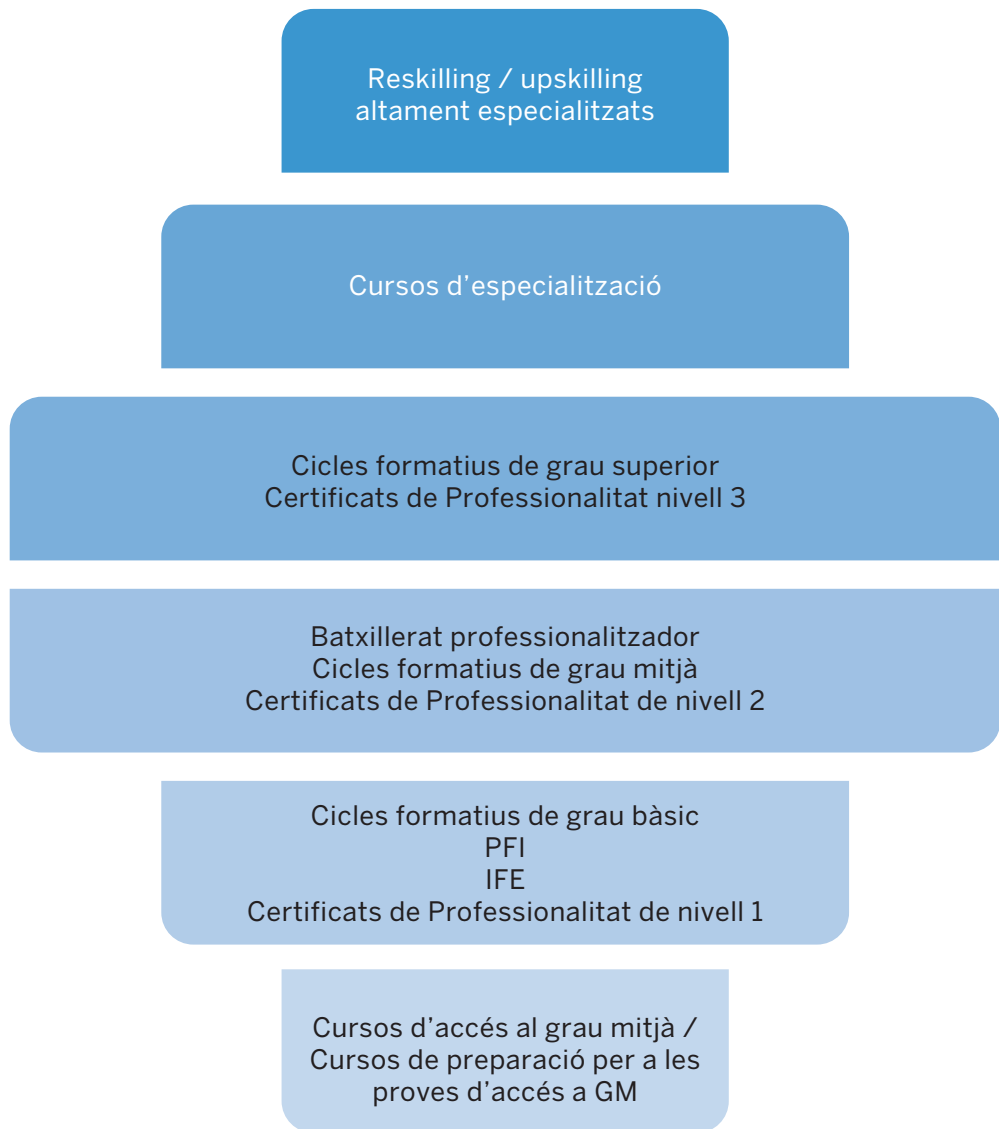 Reskilling / upskilling
altament especialitzats
Cursos d’especialització
Cicles formatius de grau superior
Certificats de Professionalitat nivell 3
Batxillerat professionalitzador
Cicles formatius de grau mitjà
Certificats de Professionalitat de nivell 2
Cicles formatius de grau bàsic
PFI
IFE
Certificats de Professionalitat de nivell 1
Cursos d’accés al grau mitjà /
Cursos de preparació per a les
proves d’accés a GM